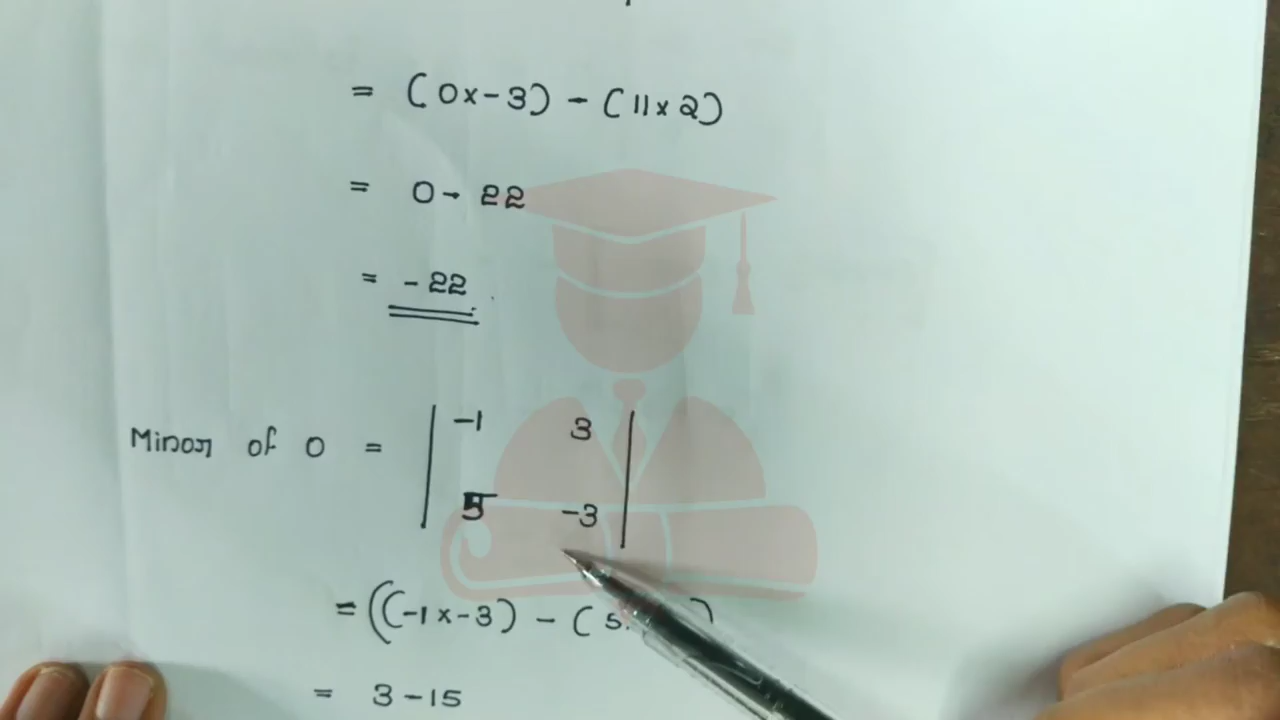 = (0x-3) - (11x2)
= 0- 22
= -22
Minor of 0 = | -1 3 |
| 5 -3 |
= ((-1x-3) - (5 )
= 3-15